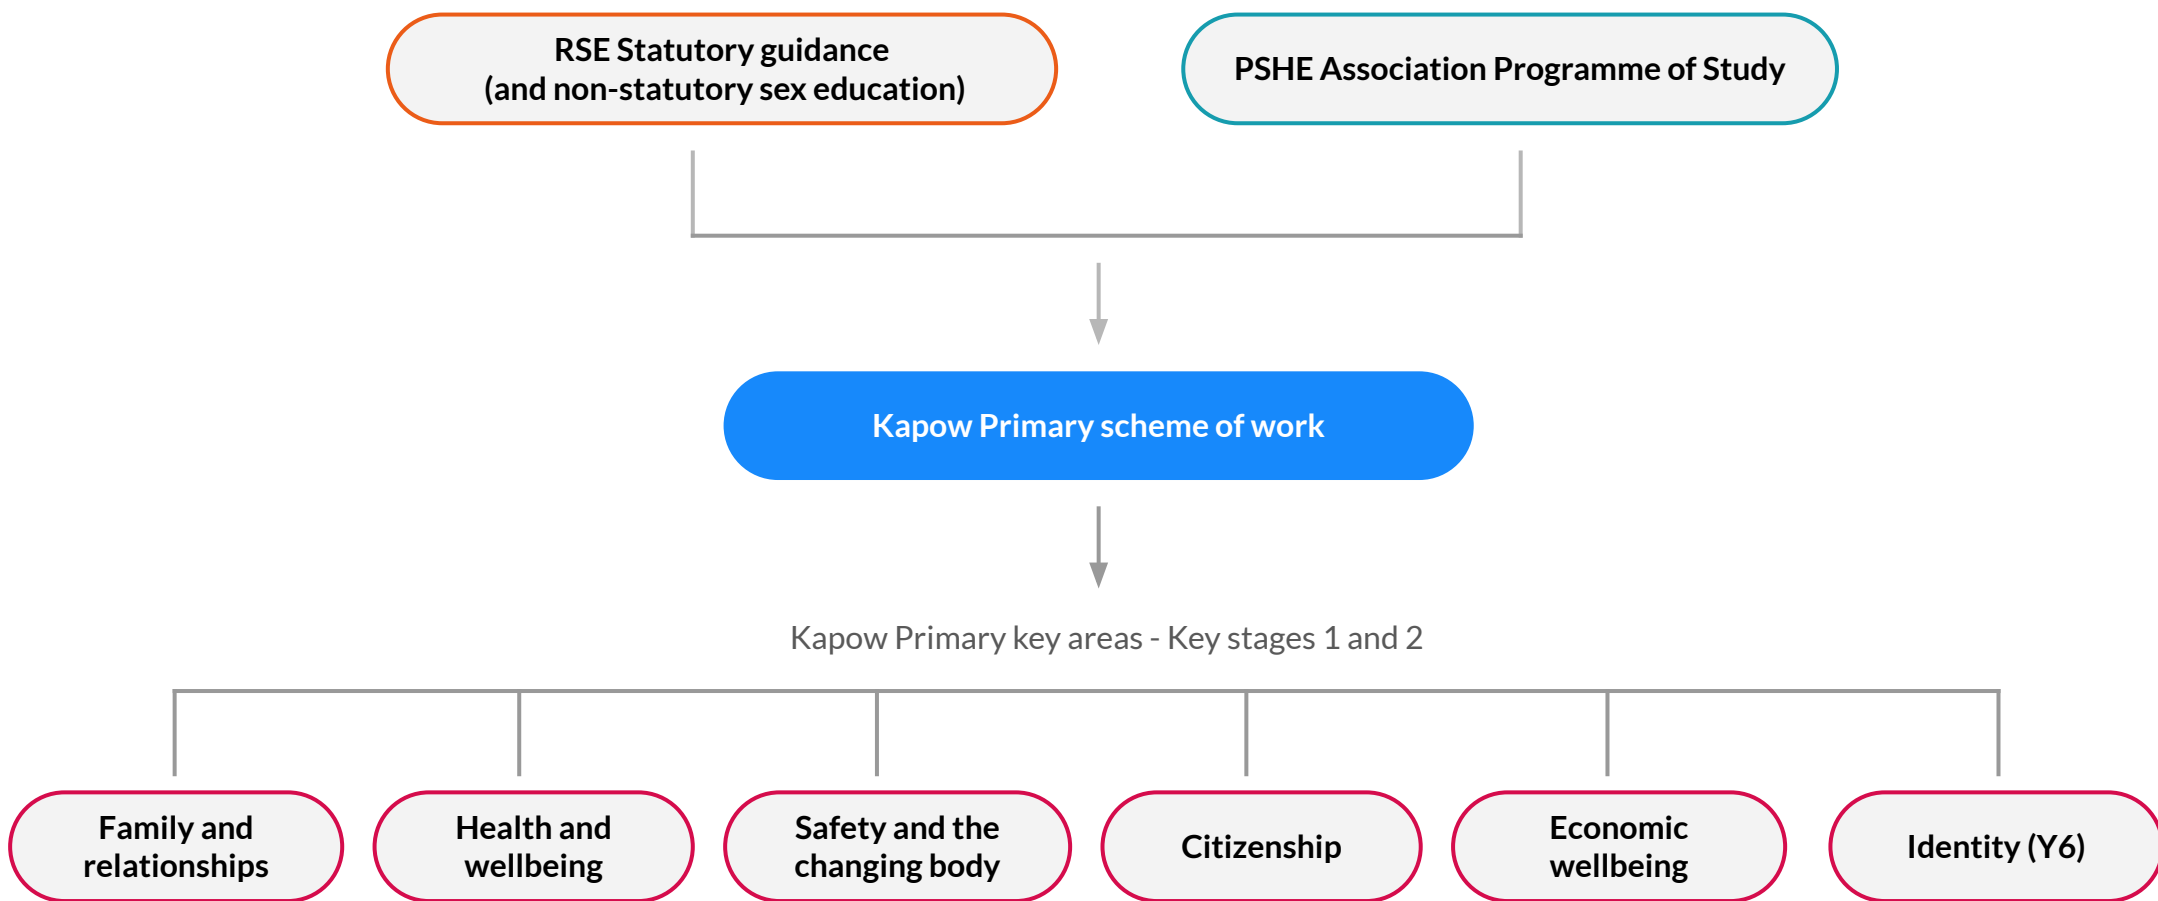 RSE Statutory guidance
(and non-statutory sex education)
PSHE Association Programme of Study
Kapow Primary scheme of work
Kapow Primary key areas - Key stages 1 and 2
Family and
relationships
Health and
wellbeing
Safety and the
changing body
Citizenship
Economic
wellbeing
Identity (Y6)